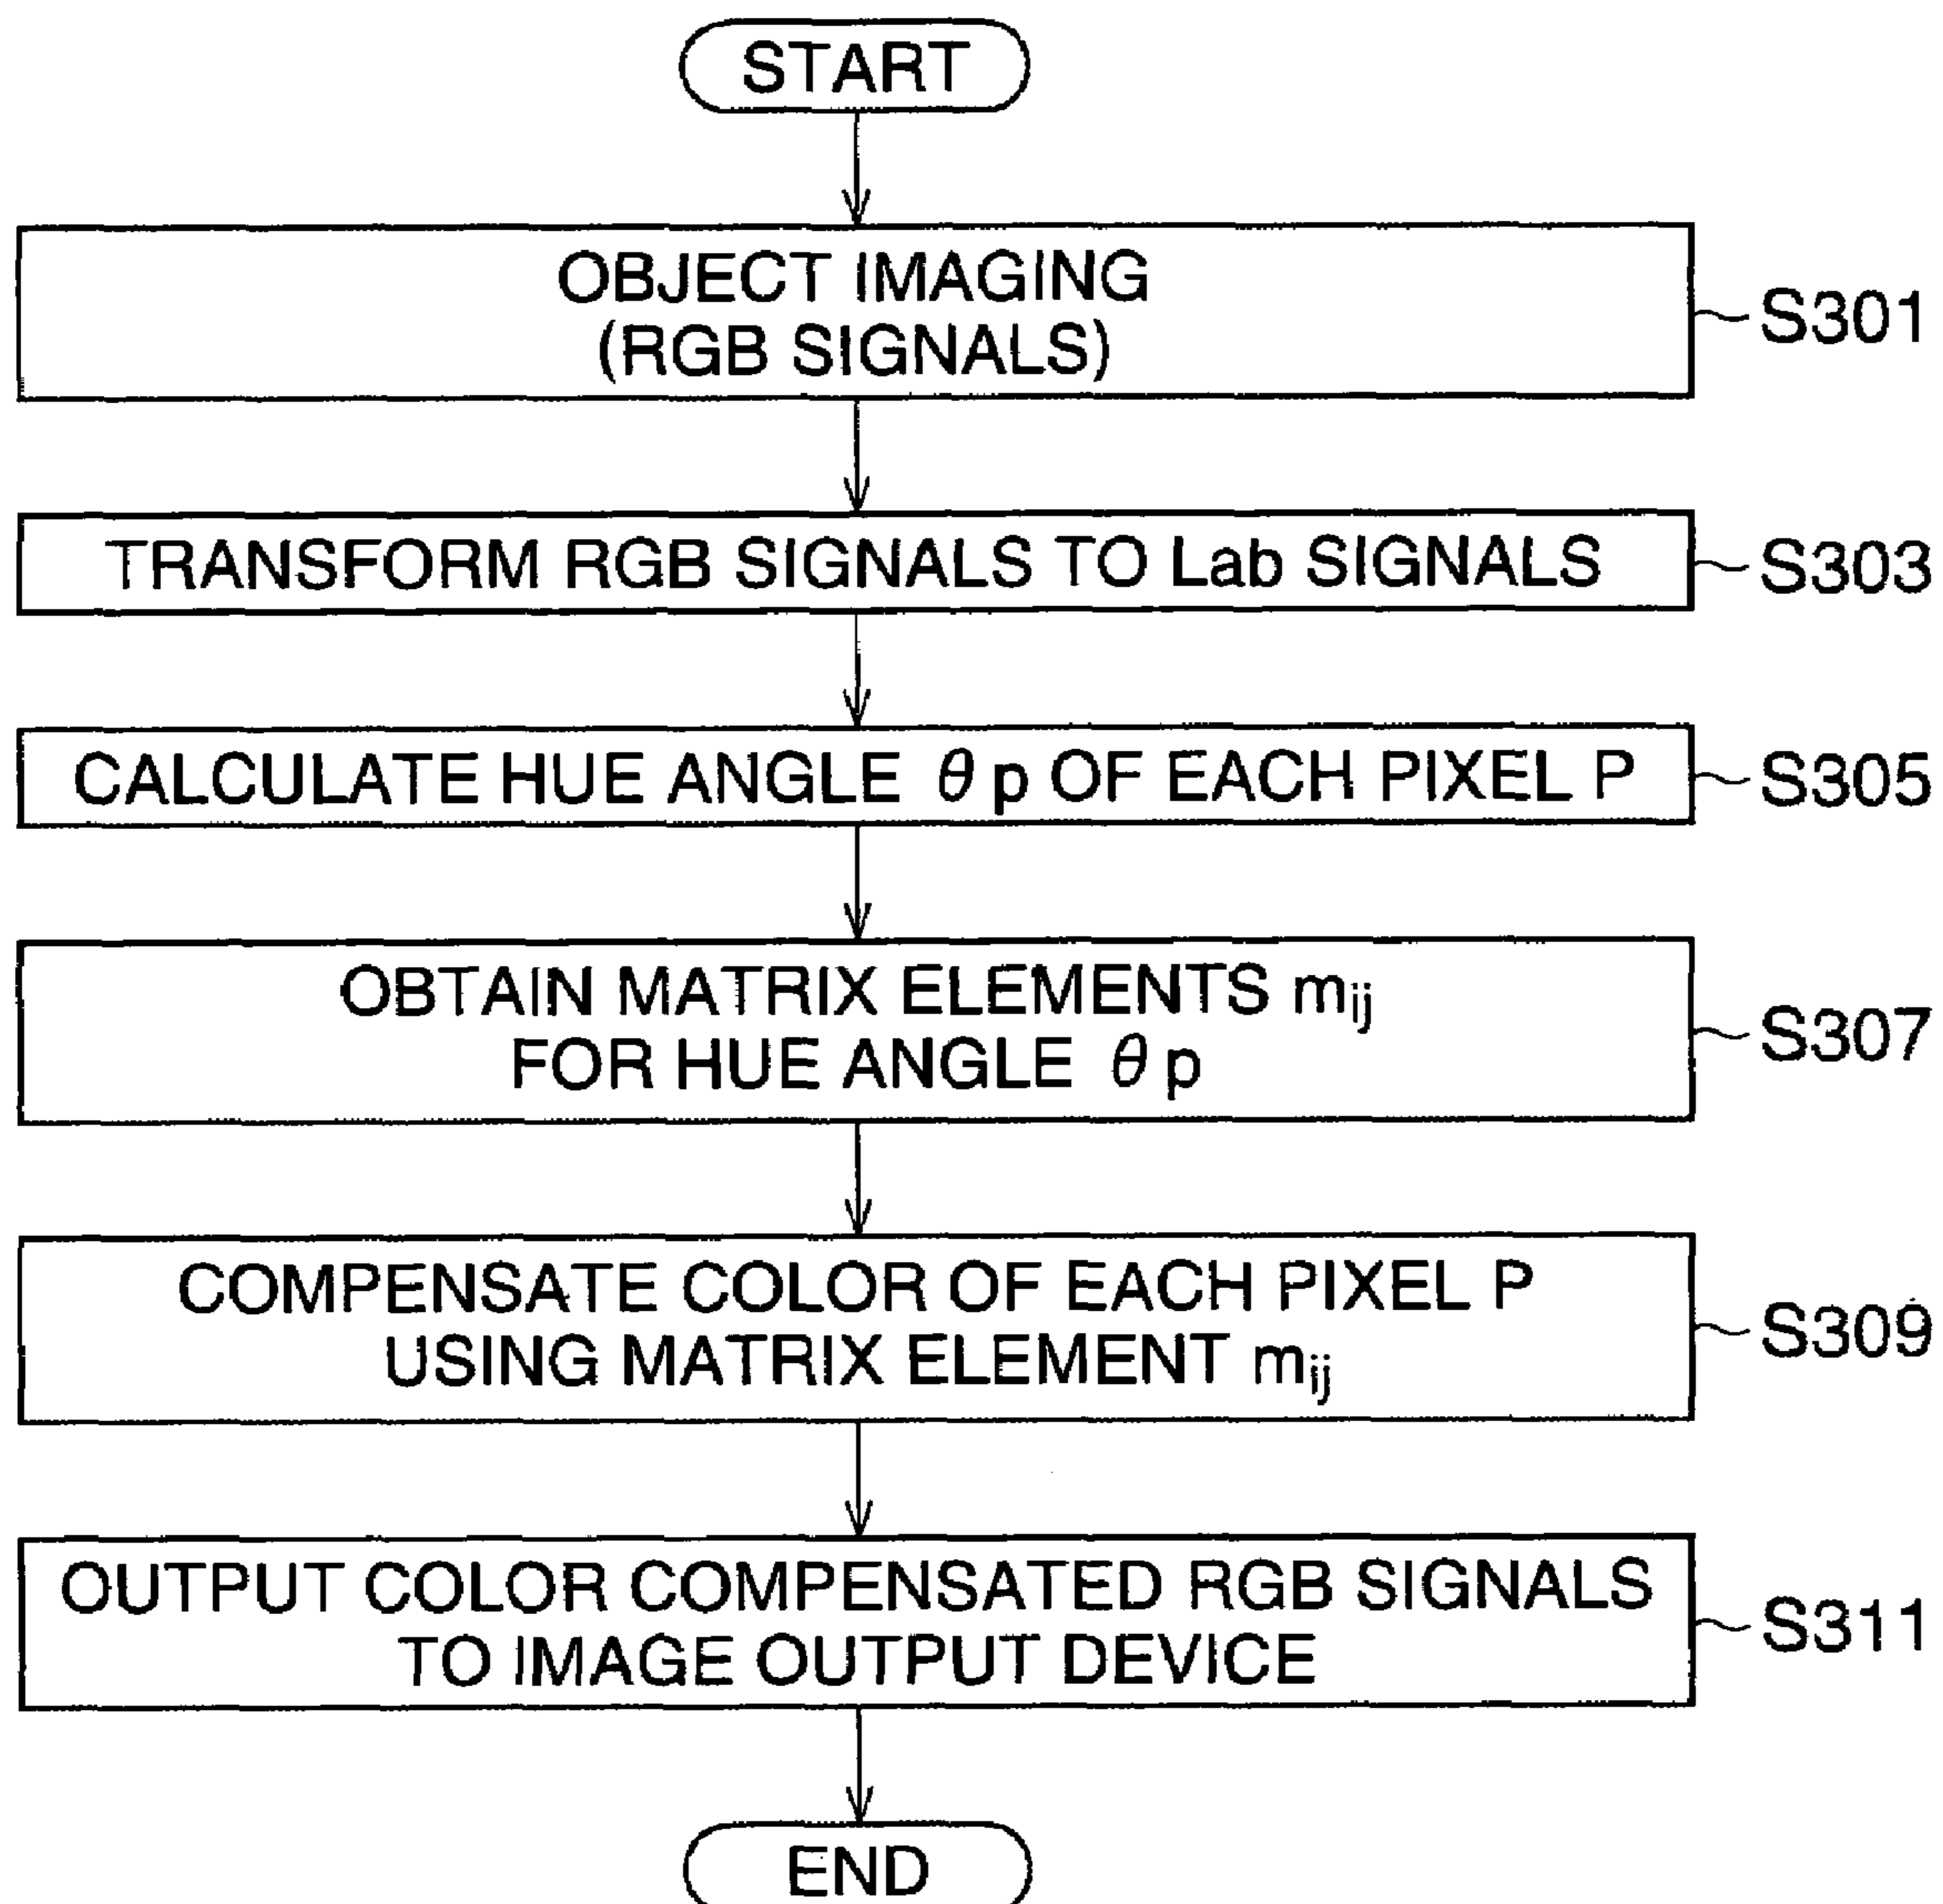 START
OBJECT IMAGING
(RGB SIGNALS)
S301
TRANSFORM RGB SIGNALS TO Lab SIGNALS
S303
CALCULATE HUE ANGLE θp OF EACH PIXEL P
S305
OBTAIN MATRIX ELEMENTS mij
FOR HUE ANGLE θp
S307
COMPENSATE COLOR OF EACH PIXEL P
USING MATRIX ELEMENT mij
S309
OUTPUT COLOR COMPENSATED RGB SIGNALS
TO IMAGE OUTPUT DEVICE
S311
END